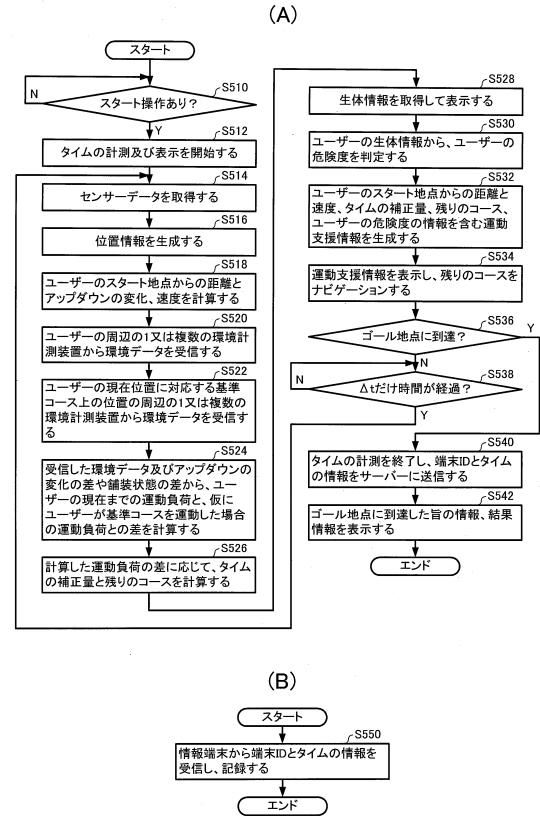 (A)
スタート
S510
スタート操作あり？
N
Y
S512
タイムの計測及び表示を開始する
S514
センサーデータを取得する
S516
位置情報を生成する
S518
ユーザーのスタート地点からの距離と
アップダウンの変化、速度を計算する
S520
ユーザーの周辺の1又は複数の環境計
測装置から環境データを受信する
S522
ユーザーの現在位置に対応する基準
コース上の位置の周辺の1又は複数の
環境計測装置から環境データを受信す
る
S524
受信した環境データ及びアップダウンの
変化の差や舗装状態の差から、ユー
ザーの現在までの運動負荷と、仮に
ユーザーが基準コースを運動した場合
の運動負荷との差を計算する
S526
計算した運動負荷の差に応じて、タイム
の補正量と残りのコースを計算する
S528
生体情報を取得して表示する
S530
ユーザーの生体情報から、ユーザーの
危険度を判定する
S532
ユーザーのスタート地点からの距離と
速度、タイムの補正量、残りのコース、
ユーザーの危険度の情報を含む運動
支援情報を生成する
S534
運動支援情報を表示し、残りのコースを
ナビゲーションする
S536
ゴール地点に到達？
Y
N
S538
Δtだけ時間が経過？
N
Y
S540
タイムの計測を終了し、端末IDとタイム
の情報をサーバーに送信する
S542
ゴール地点に到達した旨の情報、結果
情報を表示する
エンド
(B)
スタート
S550
情報端末から端末IDとタイムの情報を
受信し、記録する
エンド